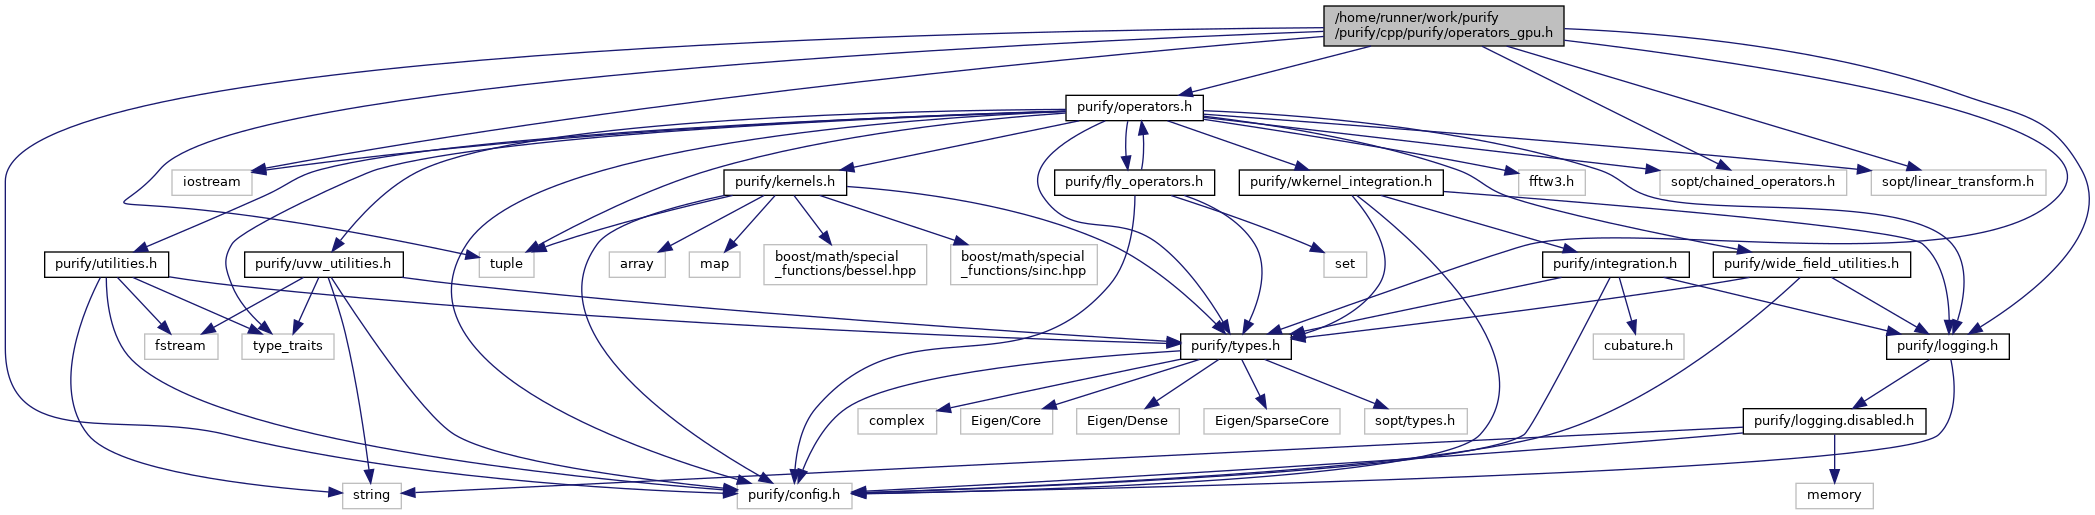 /home/runner/work/purify
/purify/cpp/purify/operators_gpu.h
purify/operators.h
iostream
purify/kernels.h
purify/fly_operators.h
purify/wkernel_integration.h
fftw3.h
sopt/chained_operators.h
sopt/linear_transform.h
purify/utilities.h
purify/uvw_utilities.h
tuple
array
map
boost/math/special
_functions/bessel.hpp
boost/math/special
_functions/sinc.hpp
set
purify/integration.h
purify/wide_field_utilities.h
fstream
type_traits
purify/types.h
cubature.h
purify/logging.h
complex
Eigen/Core
Eigen/Dense
Eigen/SparseCore
sopt/types.h
purify/logging.disabled.h
string
purify/config.h
memory